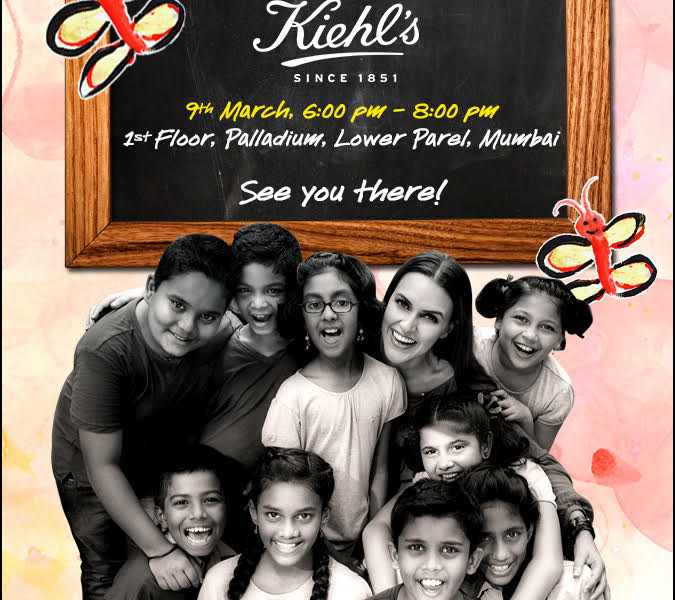 Kiehl's
SINCE 1851
9th March, 6:00 pm – 8:00 pm
1st Floor, Palladium, Lower Parel, Mumbai
See you there!